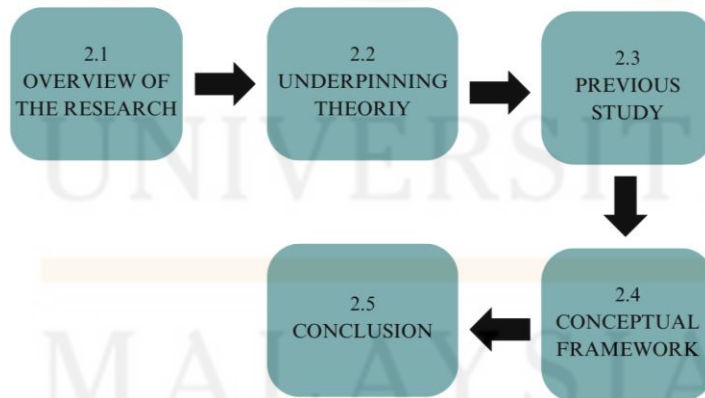 2.1
OVERVIEW OF
THE RESEARCH
2.2
UNDERPINNING
THEORIY
2.3
PREVIOUS
STUDY
2.4
CONCEPTUAL
FRAMEWORK
2.5
CONCLUSION
UNIVERSIT
MALAYSIA